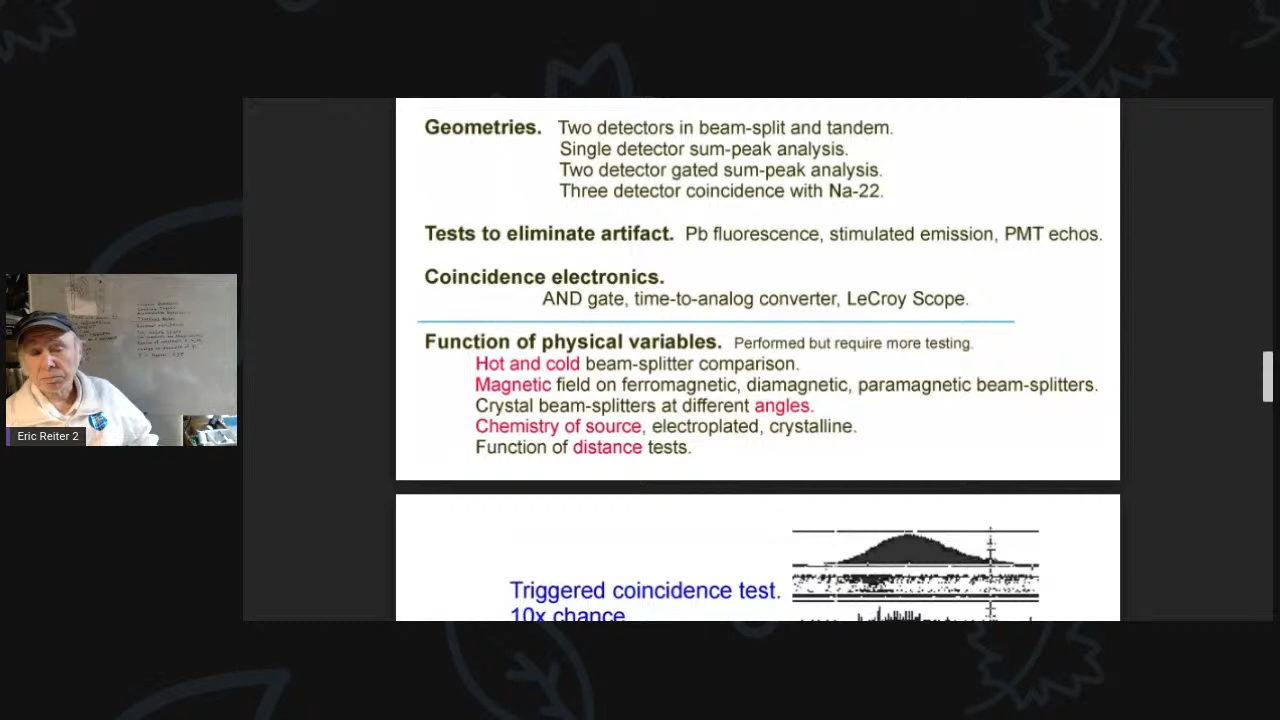 Geometries. Two detectors in beam-split and tandem.
Single detector sum-peak analysis.
Two detector gated sum-peak analysis.
Three detector coincidence with Na-22.
Tests to eliminate artifact. Pb fluorescence, stimulated emission, PMT echos.
Coincidence electronics.
AND gate, time-to-analog converter, LeCroy Scope.
Function of physical variables. Performed but require more testing.
Hot and cold beam-splitter comparison.
Magnetic field on ferromagnetic, diamagnetic, paramagnetic beam-splitters.
Crystal beam-splitters at different angles.
Chemistry of source, electroplated, crystalline.
Function of distance tests.
Triggered coincidence test.
10x chance
Eric Reiter 2